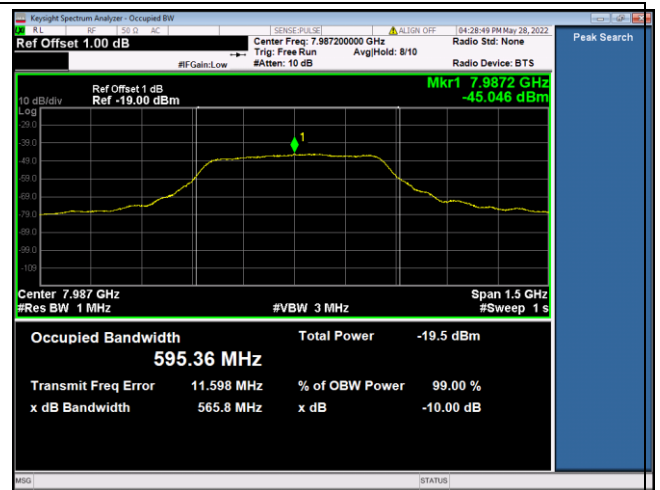 Keysight Spectrum Analyzer - Occupied BW
RL RF 50 Ω AC SENSE:PULSE ALIGN OFF 04:28:49 PM May 28, 2022
Ref Offset 1.00 dB Center Freq: 7.987200000 GHz Radio Std: None Peak Search
Trig: Free Run Avg|Hold: 8/10
#IFGain:Low #Atten: 10 dB Radio Device: BTS
Ref Offset 1 dB Mkr1 7.9872 GHz
10 dB/div Ref -19.00 dBm -45.046 dBm
Log
-29.0
1
-39.0
-49.0
-59.0
-69.0
-79.0
-89.0
-99.0
-109
Center 7.987 GHz Span 1.5 GHz
#Res BW 1 MHz #VBW 3 MHz #Sweep 1 s
Occupied Bandwidth Total Power -19.5 dBm
595.36 MHz
Transmit Freq Error 11.598 MHz % of OBW Power 99.00 %
x dB Bandwidth 565.8 MHz x dB -10.00 dB
MSG STATUS